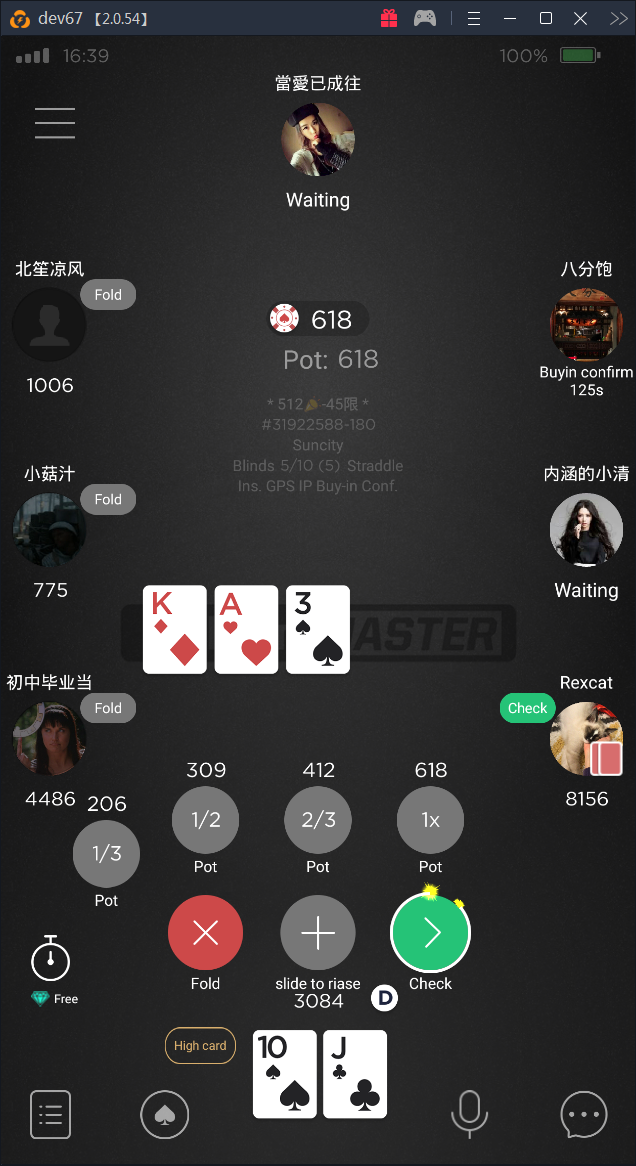 dev67 【2.0.54】
16:39
100%
當愛已成往
Waiting
北笙凉风
Fold
1006
八分饱
Buyin confirm
125s
618
Pot: 618
* 512 -45限 *
#31922588-180
Suncity
Blinds 5/10 (5) Straddle
Ins. GPS IP Buy-in Conf.
小菇汁
Fold
775
内涵的小清
Waiting
K
A
3
MASTER
初中毕业当
Fold
4486
Rexcat
Check
8156
206
1/3
Pot
309
1/2
Pot
412
2/3
Pot
618
1x
Pot
Free
Fold
slide to riase
3084
D
Check
High card
10
J